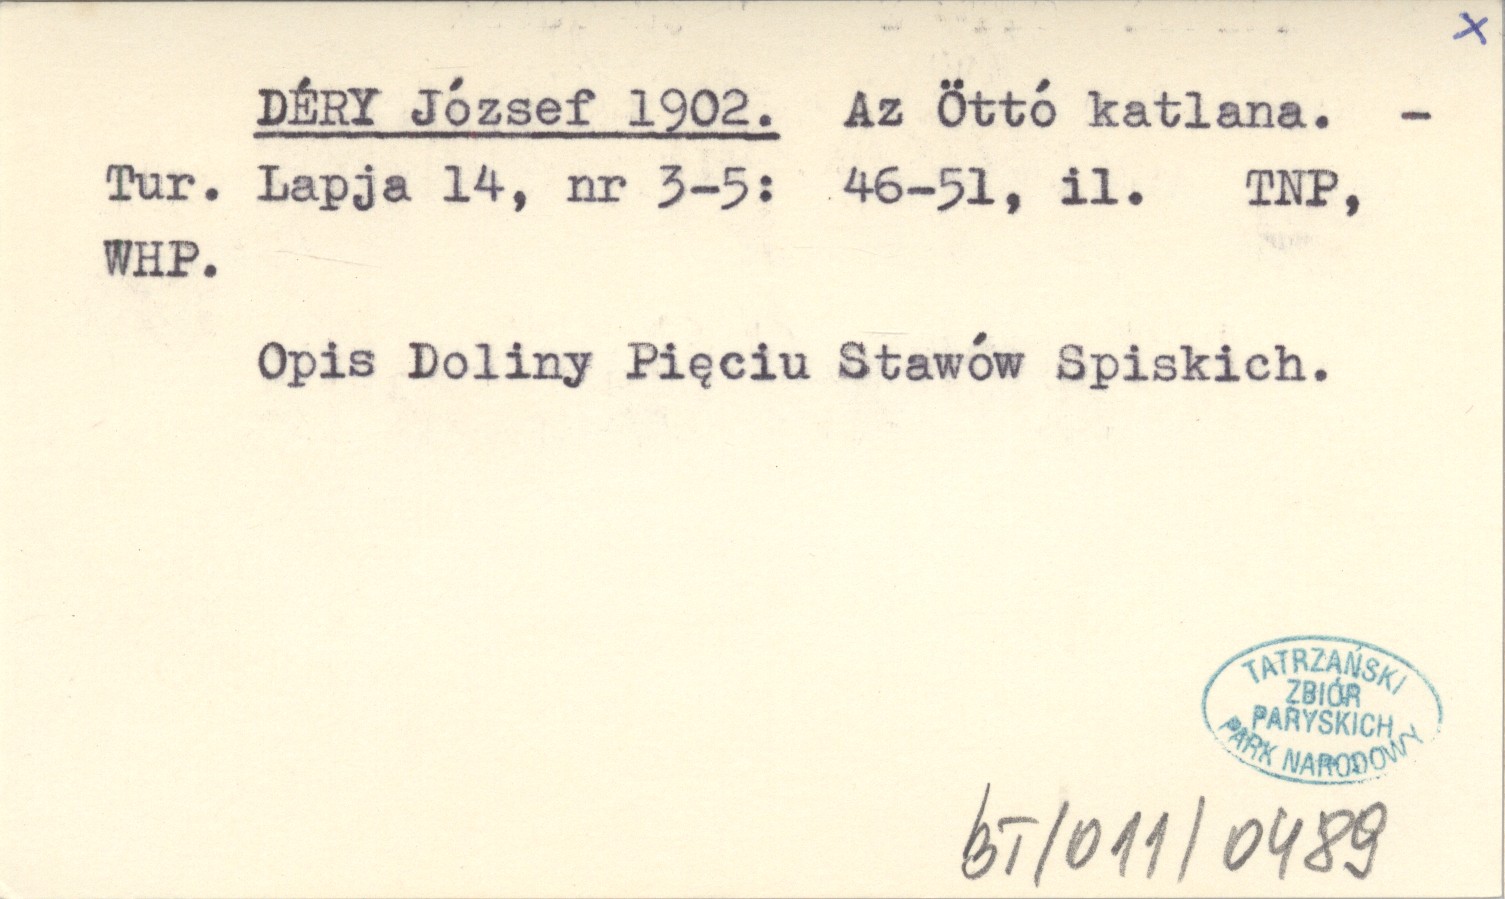 x
DÉRY József 1902. Az Öttó katlana. -
Tur. Lapja 14, nr 3-5: 46-51, il. TNP,
WHP.
Opis Doliny Pięciu Stawów Spiskich.
TATRZAŃSKI
ZBIÓR
PARYSKICH
PARK NARODOWY
BT/011/0489